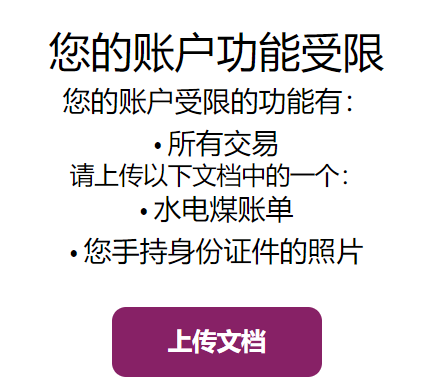 您的账户功能受限
您的账户受限的功能有：
• 所有交易
请上传以下文档中的一个：
• 水电煤账单
• 您手持身份证件的照片
上传文档